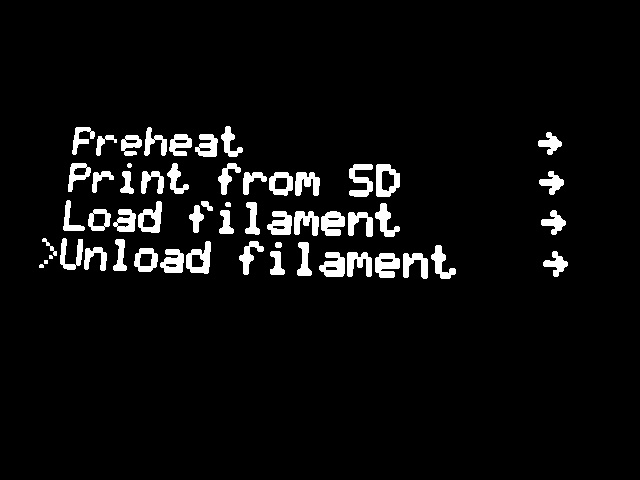 Preheat →
Print from SD →
Load filament →
>Unload filament →